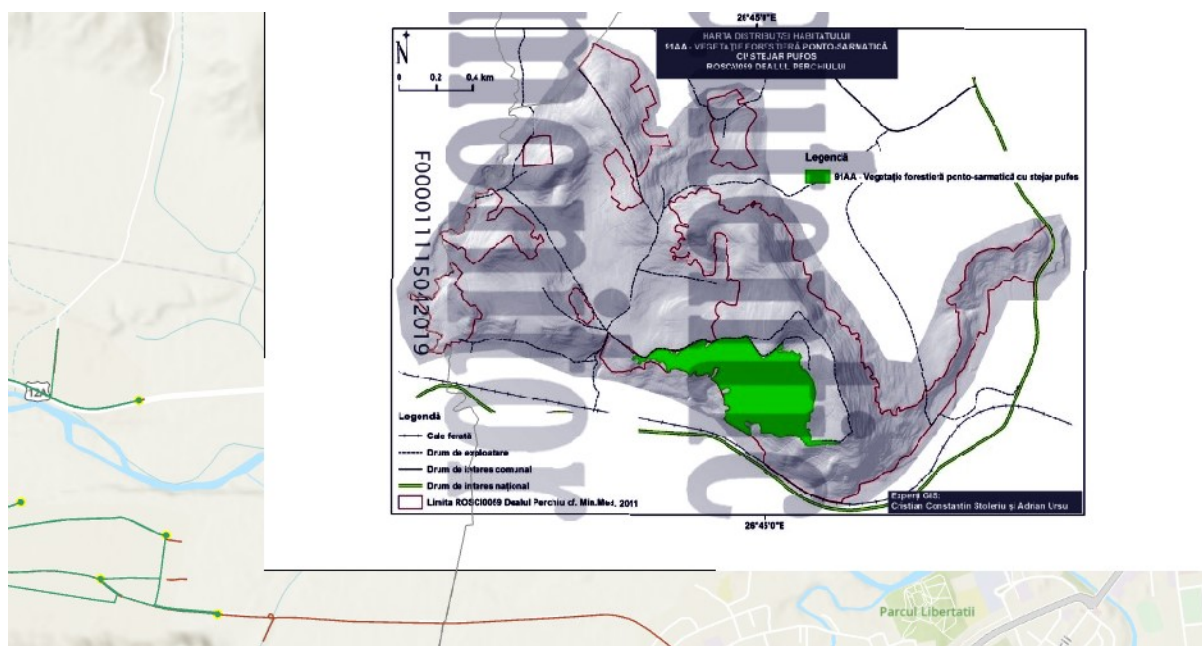 26°45'0"E
HARTA DISTRIBUȚIEI HABITATULUI
91AA - VEGETAȚIE FORESTIERĂ PONTO-SARMATICĂ
CU STEJAR PUFOS
ROSCI0059 DEALUL PERCHIULUI
N
0 0.2 0.4 km
Legendă
91AA - Vegetație forestieră ponto-sarmatică cu stejar pufos
F00001111504 2019
12A
Legendă
Cale ferată
Drum de exploatare
Drum de interes comunal
Drum de interes național
Limita ROSCI0059 Dealul Perchiu cf. Min.Med. 2011
Experți GIS:
Cristian Constantin Stoleriu și Adrian Ursu
26°45'0"E
Parcul Libertatii